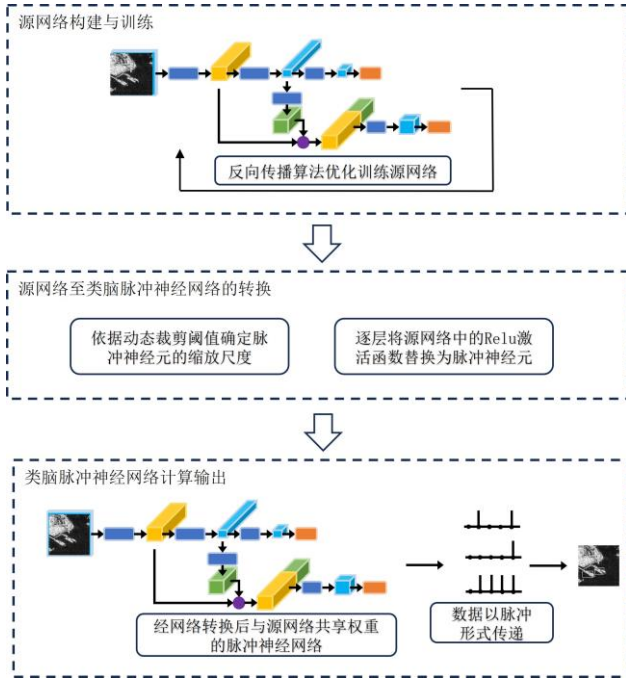 源网络构建与训练
反向传播算法优化训练源网络
源网络至类脑脉冲神经网络的转换
依据动态裁剪阈值确定脉
冲神经元的缩放尺度
逐层将源网络中的Relu激
活函数替换为脉冲神经元
类脑脉冲神经网络计算输出
经网络转换后与源网络共享权重
的脉冲神经网络
数据以脉冲
形式传递